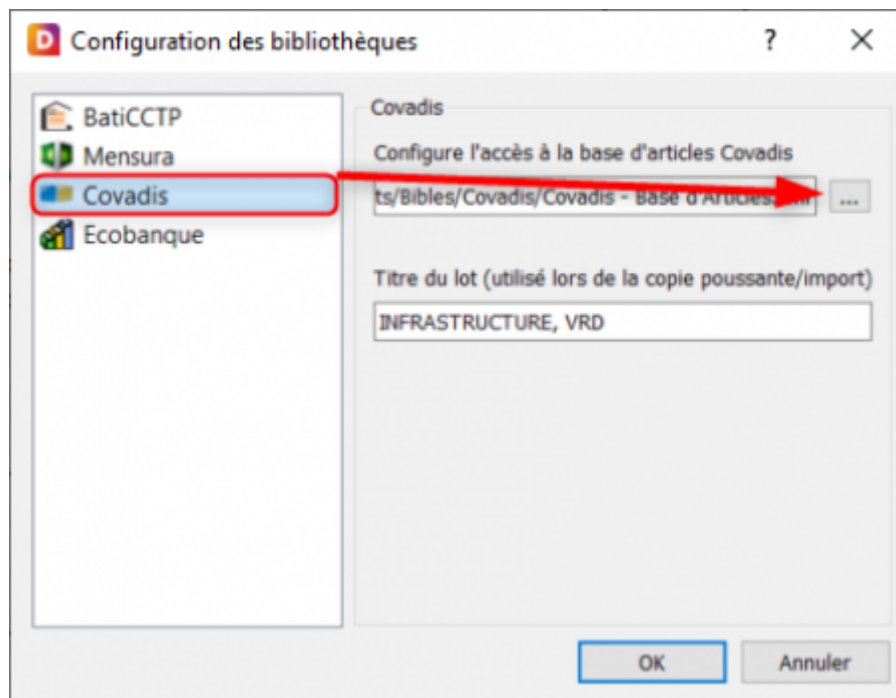 D Configuration des bibliothèques ?
BatiCCTP
Mensura
Covadis
Ecobanque
Covadis
Configure l'accès à la base d'articles Covadis
ts/Bibles/Covadis/Covadis - Base d'Articles. ...
Titre du lot (utilisé lors de la copie poussante/import)
INFRASTRUCTURE, VRD
OK Annuler